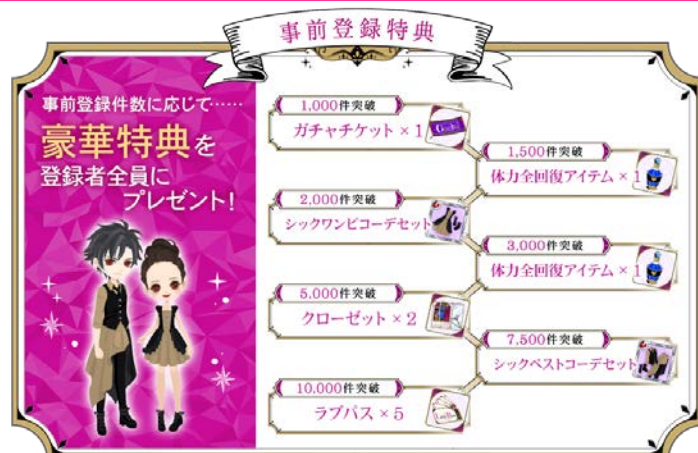 事前登録特典
事前登録件数に応じて……
豪華特典を
登録者全員に
プレゼント！
1,000件突破
ガチャチケット×1
1,500件突破
体力全回復アイテム×1
2,000件突破
シックワンピコーデセット
3,000件突破
体力全回復アイテム×1
5,000件突破
クローゼット×2
7,500件突破
シックベストコーデセット
10,000件突破
ラブパス×5